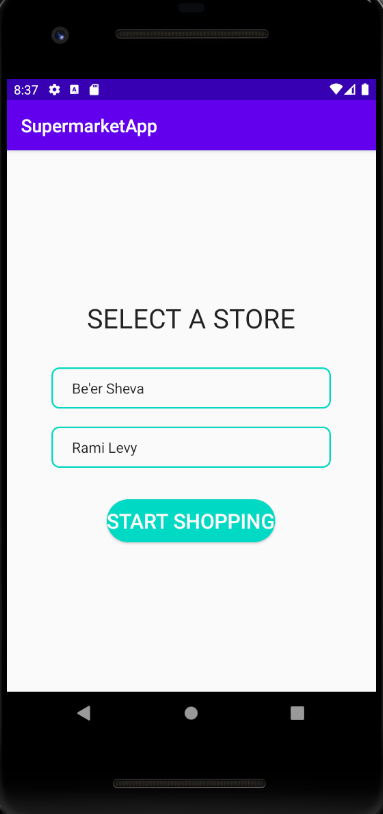 8:37
SupermarketApp
SELECT A STORE
Be'er Sheva
Rami Levy
START SHOPPING